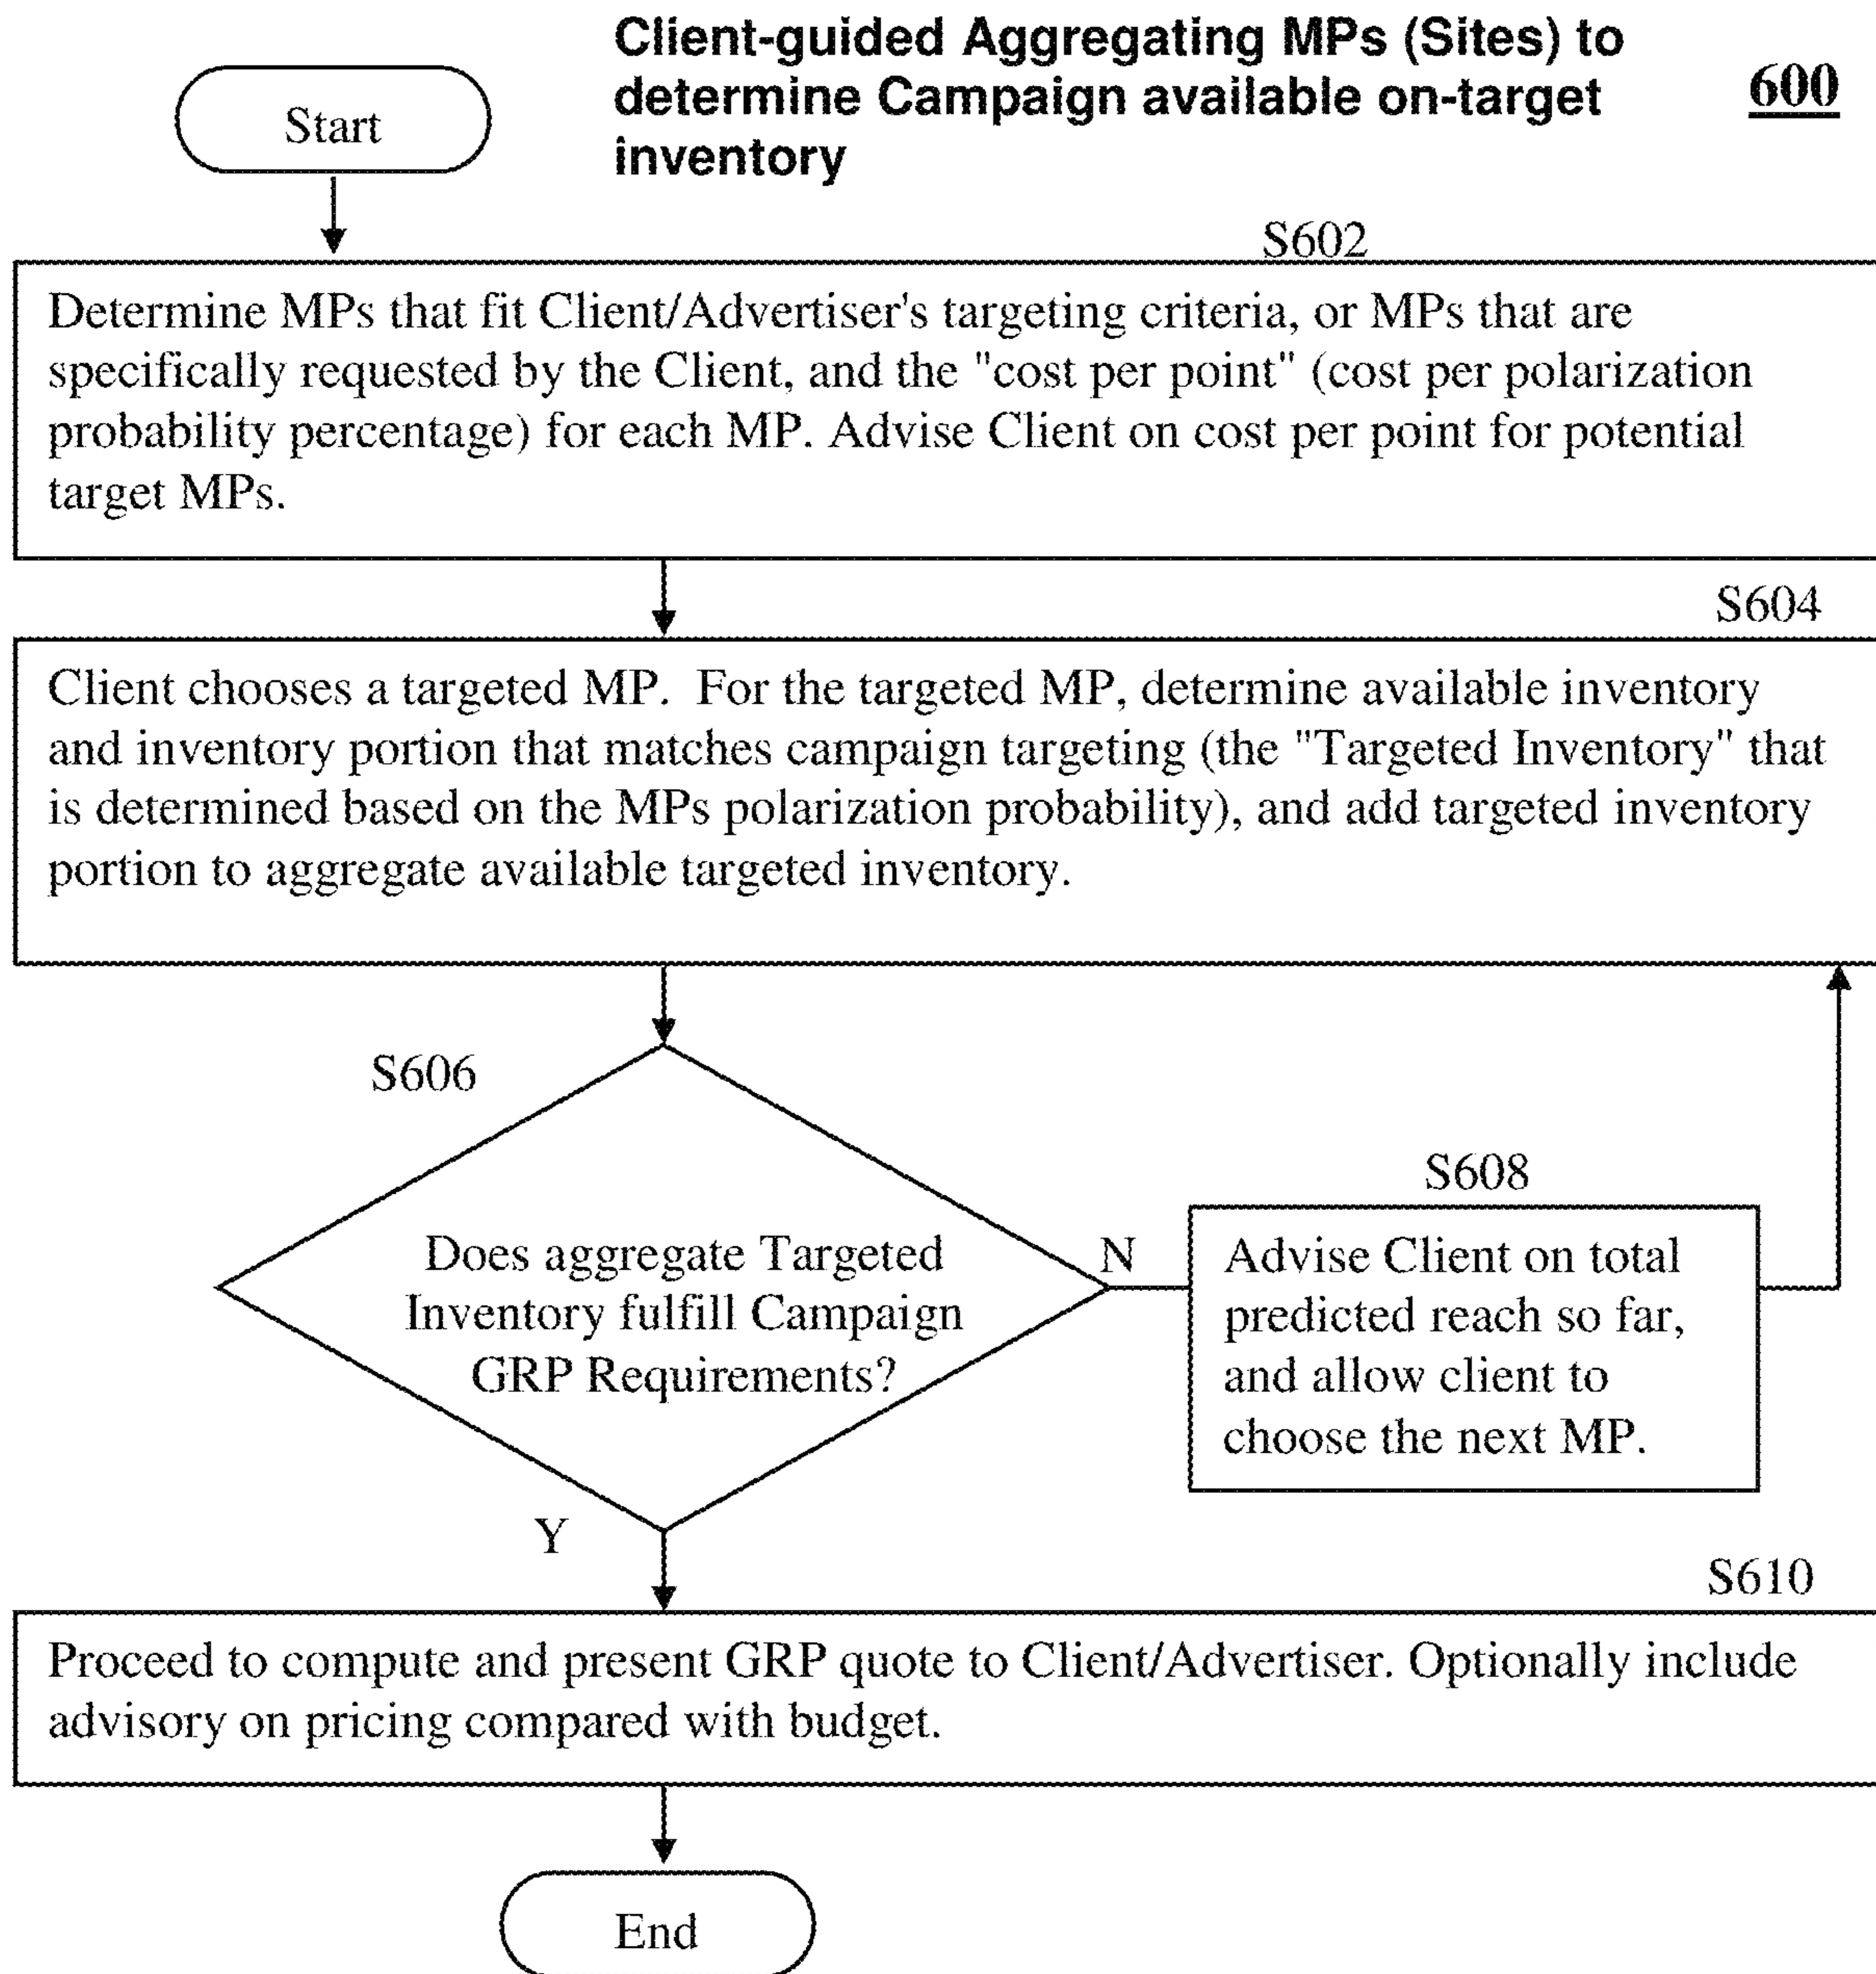 Client-guided Aggregating MPs (Sites) to
determine Campaign available on-target
inventory
600
Start
S602
Determine MPs that fit Client/Advertiser's targeting criteria, or MPs that are
specifically requested by the Client, and the "cost per point" (cost per polarization
probability percentage) for each MP. Advise Client on cost per point for potential
target MPs.
S604
Client chooses a targeted MP.  For the targeted MP, determine available inventory
and inventory portion that matches campaign targeting (the "Targeted Inventory" that
is determined based on the MPs polarization probability), and add targeted inventory
portion to aggregate available targeted inventory.
S606
Does aggregate Targeted
Inventory fulfill Campaign
GRP Requirements?
N
S608
Advise Client on total
predicted reach so far,
and allow client to
choose the next MP.
Y
S610
Proceed to compute and present GRP quote to Client/Advertiser. Optionally include
advisory on pricing compared with budget.
End